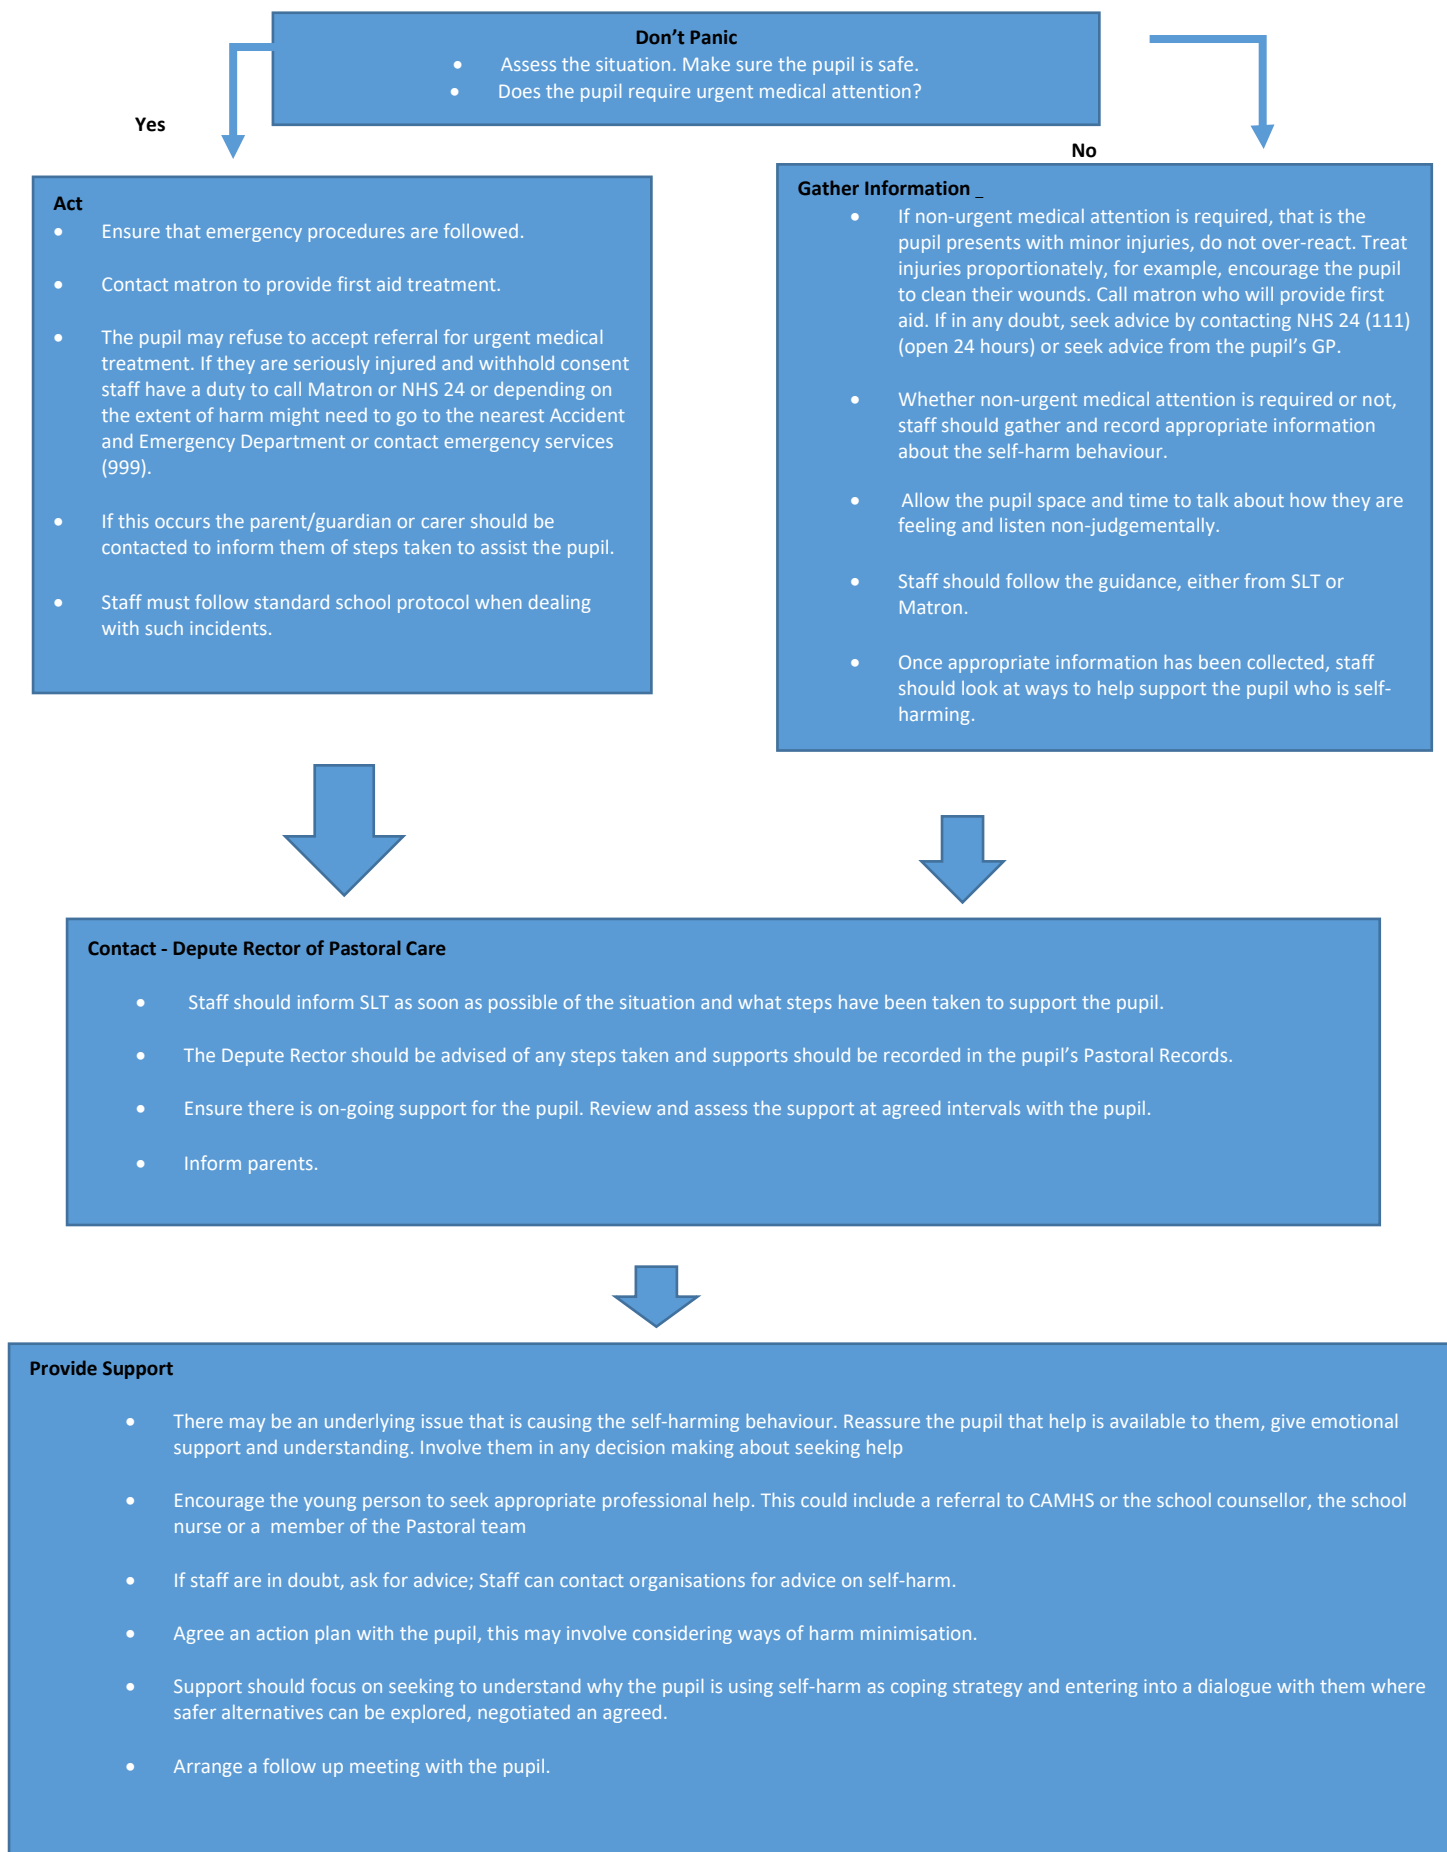 Don’t Panic
• Assess the situation. Make sure the pupil is safe.
• Does the pupil require urgent medical attention?
Yes
No
Act
• Ensure that emergency procedures are followed.
• Contact matron to provide first aid treatment.
• The pupil may refuse to accept referral for urgent medical
treatment. If they are seriously injured and withhold consent
staff have a duty to call Matron or NHS 24 or depending on
the extent of harm might need to go to the nearest Accident
and Emergency Department or contact emergency services
(999).
• If this occurs the parent/guardian or carer should be
contacted to inform them of steps taken to assist the pupil.
• Staff must follow standard school protocol when dealing
with such incidents.
Gather Information _
• If non-urgent medical attention is required, that is the
pupil presents with minor injuries, do not over-react. Treat
injuries proportionately, for example, encourage the pupil
to clean their wounds. Call matron who will provide first
aid. If in any doubt, seek advice by contacting NHS 24 (111)
(open 24 hours) or seek advice from the pupil’s GP.
• Whether non-urgent medical attention is required or not,
staff should gather and record appropriate information
about the self-harm behaviour.
• Allow the pupil space and time to talk about how they are
feeling and listen non-judgementally.
• Staff should follow the guidance, either from SLT or
Matron.
• Once appropriate information has been collected, staff
should look at ways to help support the pupil who is self-
harming.
Contact - Depute Rector of Pastoral Care
• Staff should inform SLT as soon as possible of the situation and what steps have been taken to support the pupil.
• The Depute Rector should be advised of any steps taken and supports should be recorded in the pupil’s Pastoral Records.
• Ensure there is on-going support for the pupil. Review and assess the support at agreed intervals with the pupil.
• Inform parents.
Provide Support
• There may be an underlying issue that is causing the self-harming behaviour. Reassure the pupil that help is available to them, give emotional
support and understanding. Involve them in any decision making about seeking help
• Encourage the young person to seek appropriate professional help. This could include a referral to CAMHS or the school counsellor, the school
nurse or a member of the Pastoral team
• If staff are in doubt, ask for advice; Staff can contact organisations for advice on self-harm.
• Agree an action plan with the pupil, this may involve considering ways of harm minimisation.
• Support should focus on seeking to understand why the pupil is using self-harm as coping strategy and entering into a dialogue with them where
safer alternatives can be explored, negotiated an agreed.
• Arrange a follow up meeting with the pupil.